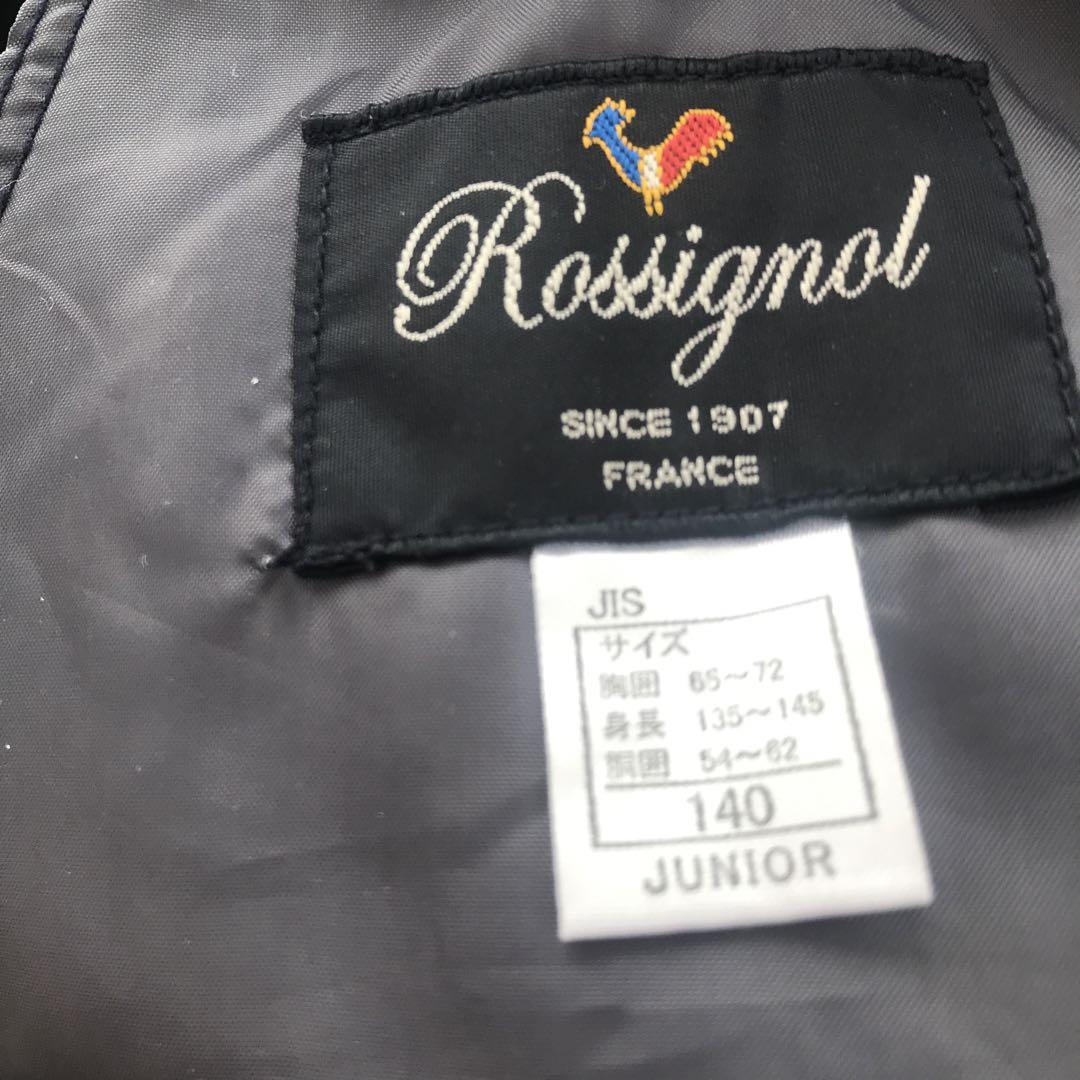 Rossignol
SINCE 1907
FRANCE
JIS
サイズ
胸囲 65～72
身長 135～145
胴囲 54～62
140
JUNIOR